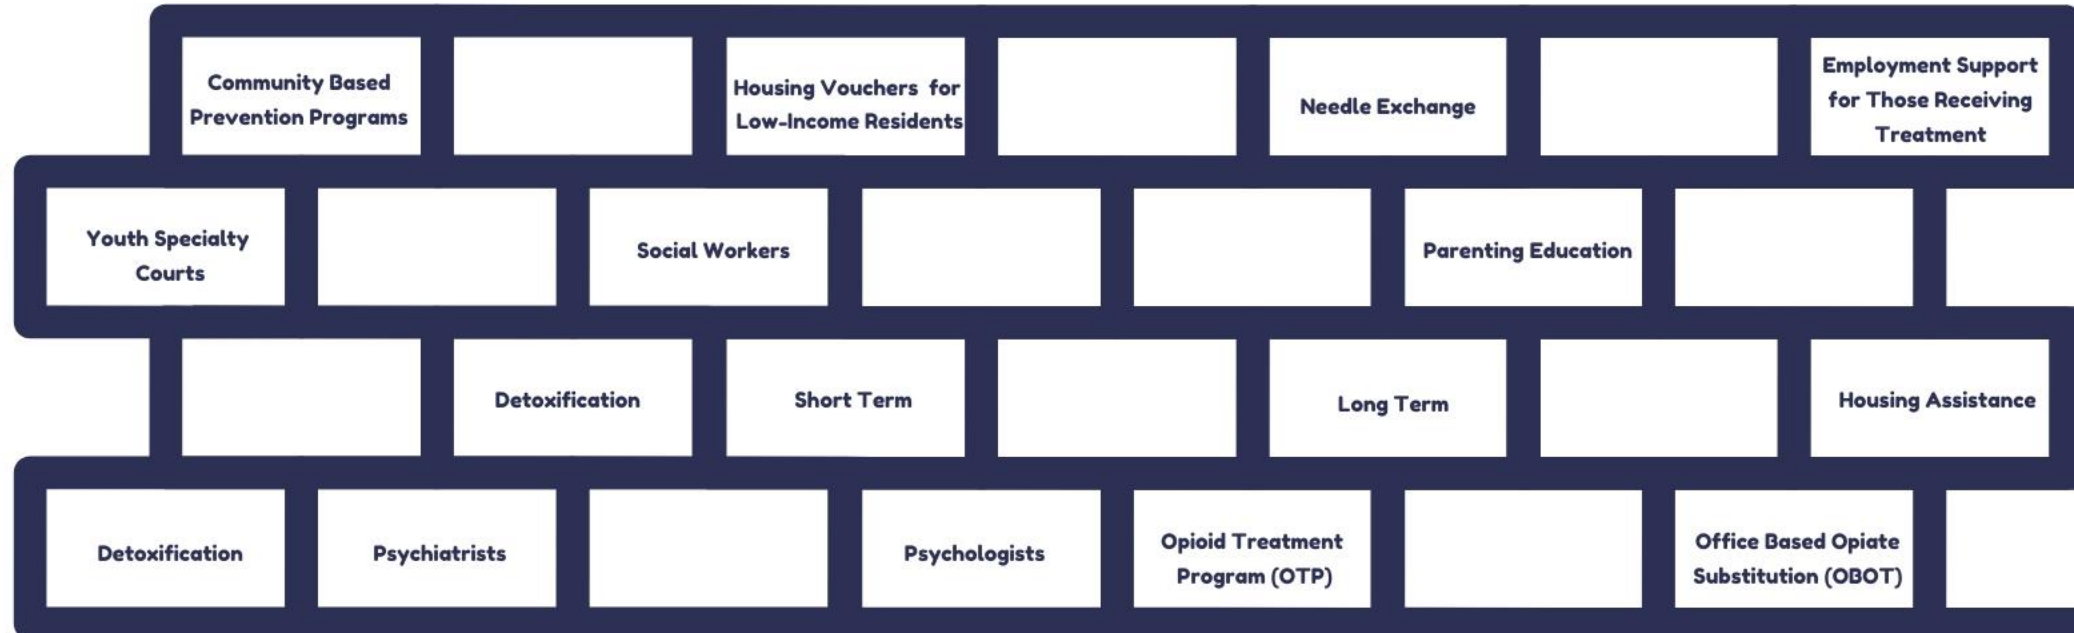 Community Based
Prevention Programs
Housing Vouchers for
Low-Income Residents
Needle Exchange
Employment Support
for Those Receiving
Treatment
Youth Specialty
Courts
Social Workers
Parenting Education
Detoxification
Short Term
Long Term
Housing Assistance
Detoxification
Psychiatrists
Psychologists
Opioid Treatment
Program (OTP)
Office Based Opiate
Substitution (OBOT)